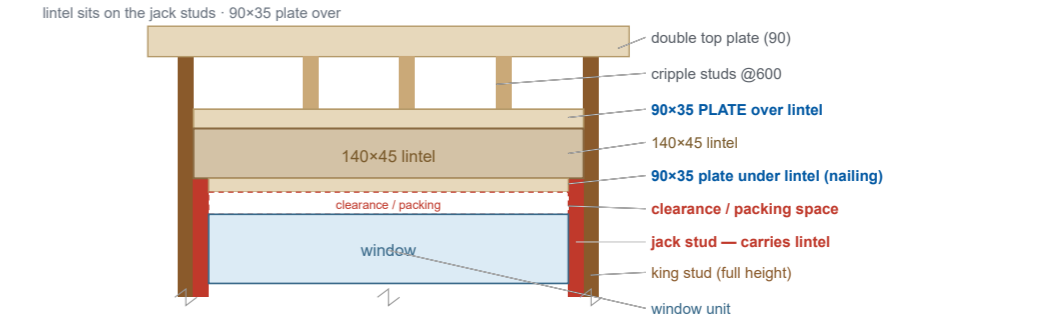 lintel sits on the jack studs · 90×35 plate over
double top plate (90)
cripple studs @600
90×35 PLATE over lintel
140×45 lintel
140×45 lintel
90×35 plate under lintel (nailing)
clearance / packing
clearance / packing space
jack stud — carries lintel
window
king stud (full height)
window unit